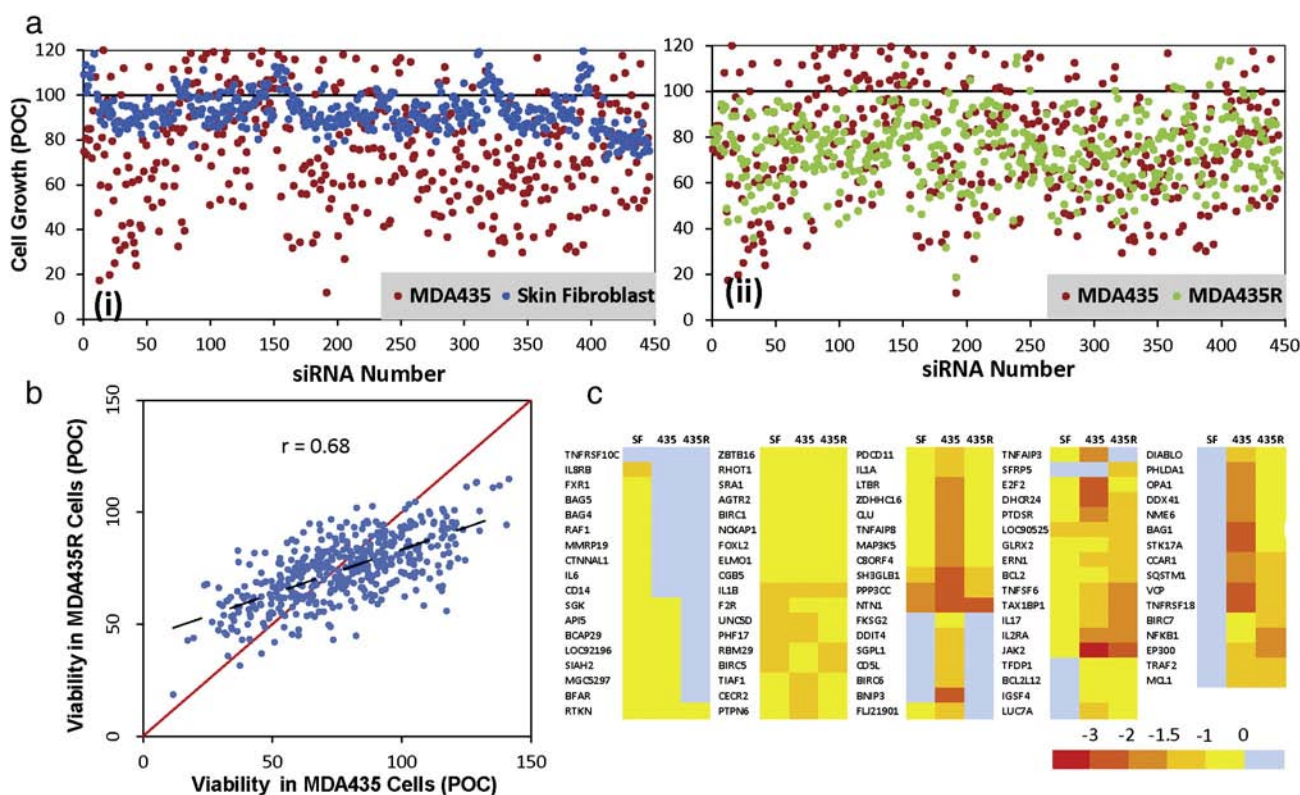 a
120
100
80
60
40
20
0
Cell Growth (POC)
(i)
MDA435 Skin Fibroblast
0 50 100 150 200 250 300 350 400 450
siRNA Number
120
100
80
60
40
20
0
(ii)
MDA435 MDA435R
0 50 100 150 200 250 300 350 400 450
siRNA Number
b
150
100
50
0
Viability in MDA435R Cells (POC)
r = 0.68
0 50 100 150
Viability in MDA435 Cells (POC)
c
SF 435 435R
TNFRSF10C
IL8RB
FXR1
BAG5
BAG4
RAF1
MMRP19
CTNNAL1
IL6
CD14
SGK
API5
BCAP29
LOC92196
SIAH2
MGC5297
BFAR
RTKN
SF 435 435R
ZBTB16
RHOT1
SRA1
AGTR2
BIRC1
NCKAP1
FOXL2
ELMO1
CGB5
IL1B
F2R
UNC5D
PHF17
RBM29
BIRC5
TIAF1
CECR2
PTPN6
SF 435 435R
PDCD11
IL1A
LTBR
ZDHHC16
CLU
TNFAIP8
MAP3K5
C8ORF4
SH3GLB1
PPP3CC
NTN1
FKSG2
DDIT4
SGPL1
CD5L
BIRC6
BNIP3
FLJ21901
SF 435 435R
TNFAIP3
SFRP5
E2F2
DHCR24
PTDSR
LOC90525
GLRX2
ERN1
BCL2
TNFSF6
TAX1BP1
IL17
IL2RA
JAK2
TFDP1
BCL2L12
IGSF4
LUC7A
SF 435 435R
DIABLO
PHLDA1
OPA1
DDX41
NME6
BAG1
STK17A
CCAR1
SQSTM1
VCP
TNFRSF18
BIRC7
NFKB1
EP300
TRAF2
MCL1
-3 -2 -1.5 -1 0